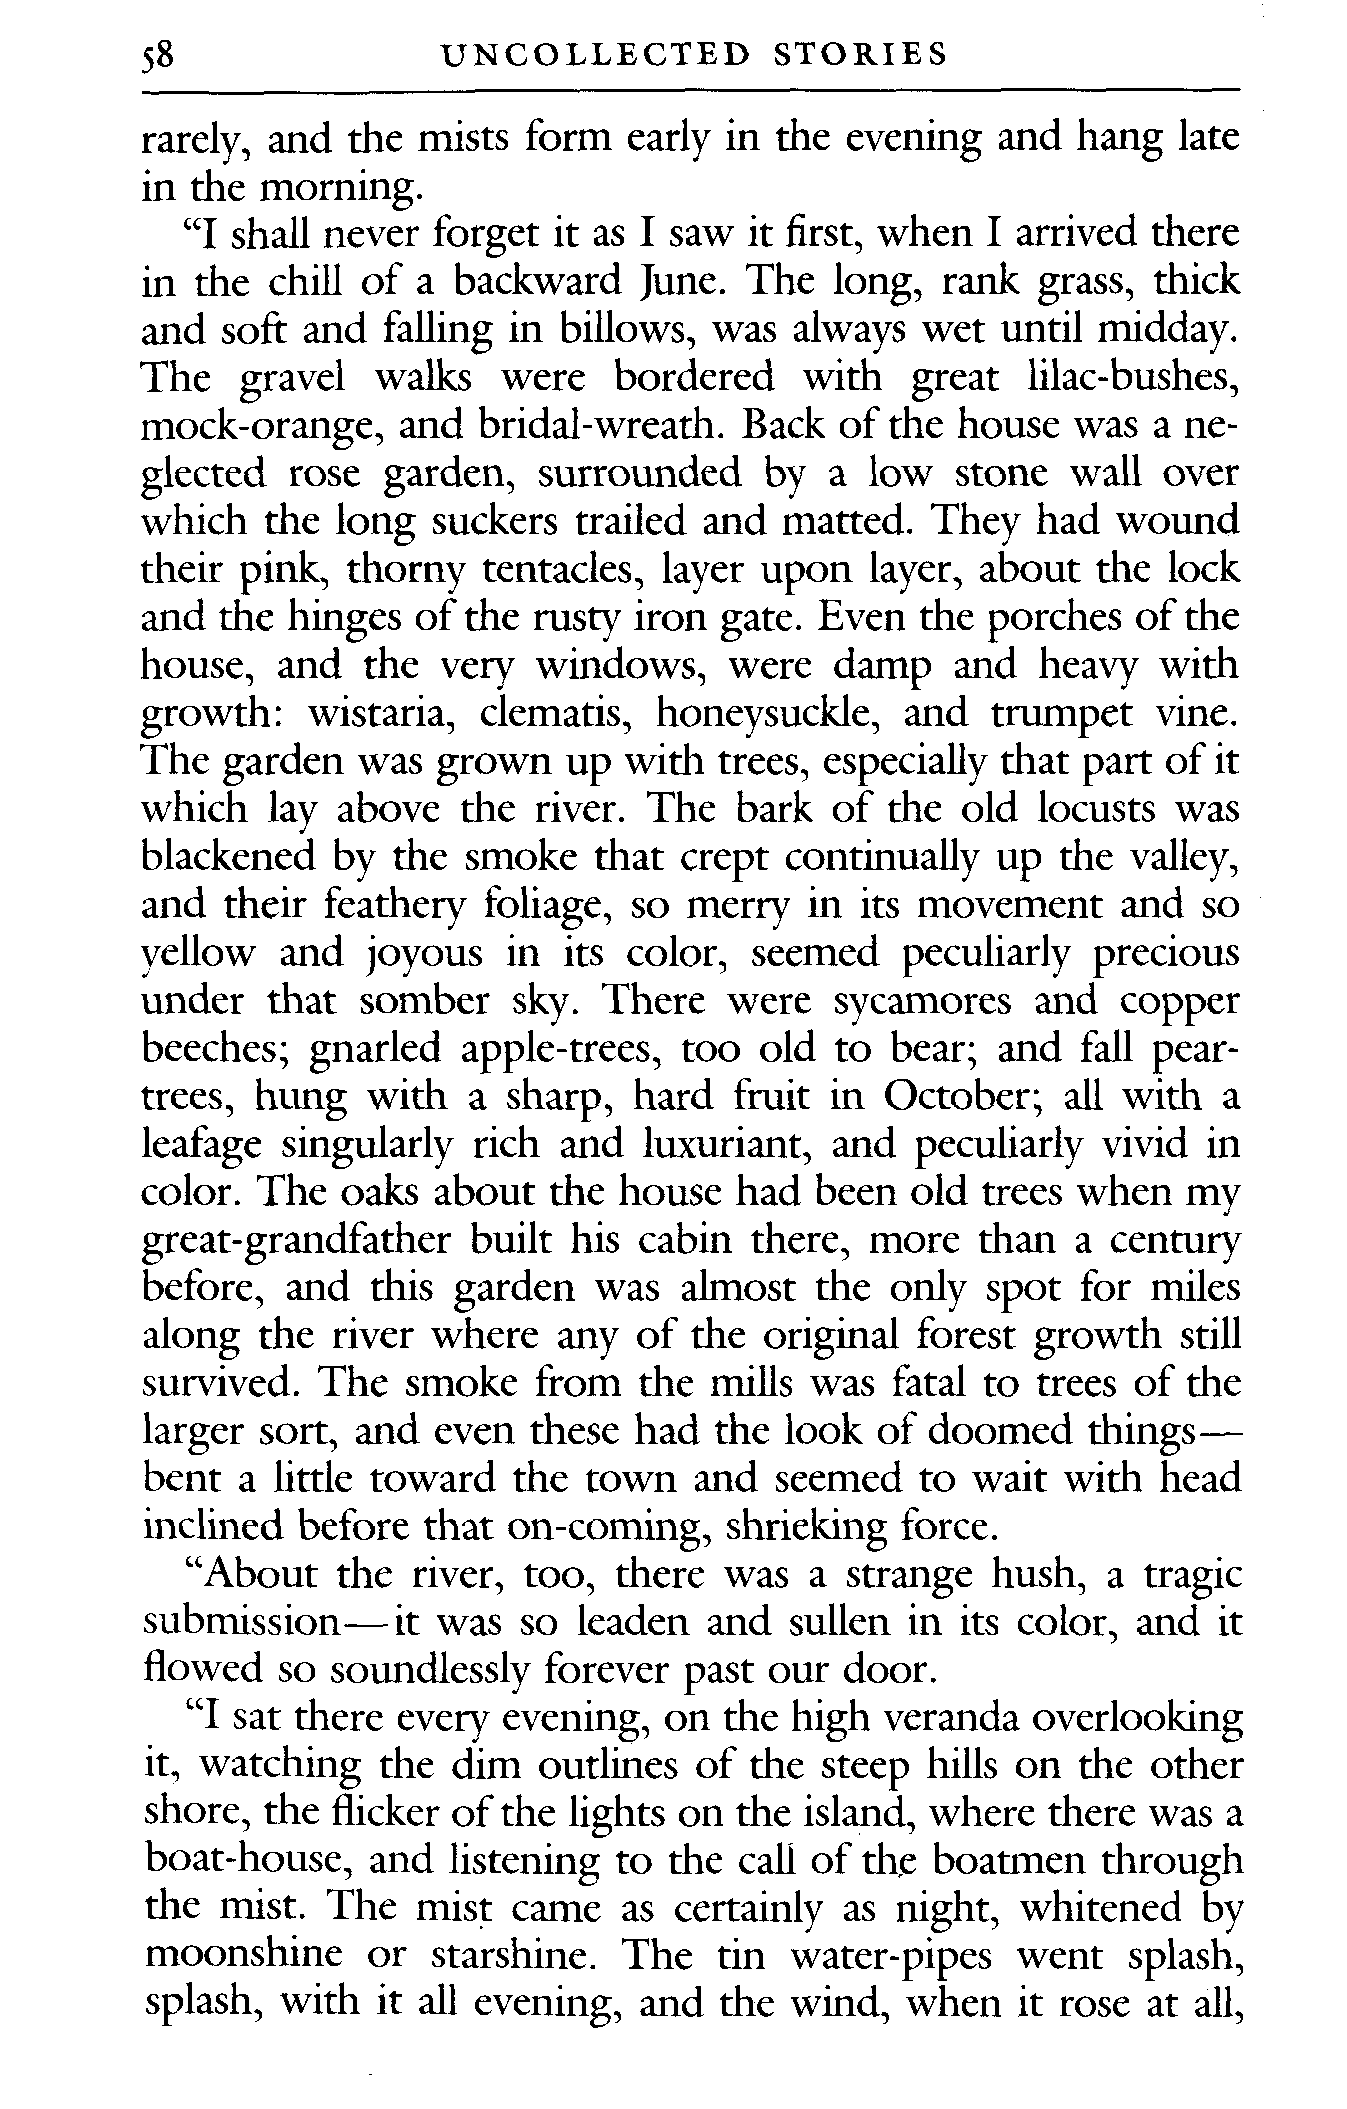 58 UNCOLLECTED STORIES
rarely, and the mists form early in the evening and hang late
in the morning.
“I shall never forget it as I saw it first, when I arrived there
in the chill of a backward June. The long, rank grass, thick
and soft and falling in billows, was always wet until midday.
The gravel walks were bordered with great lilac-bushes,
mock-orange, and bridal-wreath. Back of the house was a ne-
glected rose garden, surrounded by a low stone wall over
which the long suckers trailed and matted. They had wound
their pink, thorny tentacles, layer upon layer, about the lock
and the hinges of the rusty iron gate. Even the porches of the
house, and the very windows, were damp and heavy with
growth: wistaria, clematis, honeysuckle, and trumpet vine.
The garden was grown up with trees, especially that part of it
which lay above the river. The bark of the old locusts was
blackened by the smoke that crept continually up the valley,
and their feathery foliage, so merry in its movement and so
yellow and joyous in its color, seemed peculiarly precious
under that somber sky. There were sycamores and copper
beeches; gnarled apple-trees, too old to bear; and fall pear-
trees, hung with a sharp, hard fruit in October; all with a
leafage singularly rich and luxuriant, and peculiarly vivid in
color. The oaks about the house had been old trees when my
great-grandfather built his cabin there, more than a century
before, and this garden was almost the only spot for miles
along the river where any of the original forest growth still
survived. The smoke from the mills was fatal to trees of the
larger sort, and even these had the look of doomed things—
bent a little toward the town and seemed to wait with head
inclined before that on-coming, shrieking force.
“About the river, too, there was a strange hush, a tragic
submission—it was so leaden and sullen in its color, and it
flowed so soundlessly forever past our door.
“I sat there every evening, on the high veranda overlooking
it, watching the dim outlines of the steep hills on the other
shore, the flicker of the lights on the island, where there was a
boat-house, and listening to the call of the boatmen through
the mist. The mist came as certainly as night, whitened by
moonshine or starshine. The tin water-pipes went splash,
splash, with it all evening, and the wind, when it rose at all,